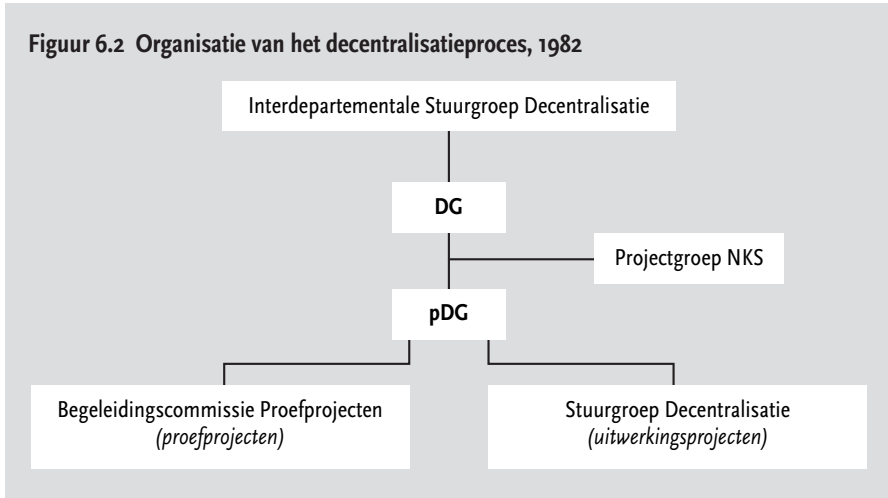 Figuur 6.2 Organisatie van het decentralisatieproces, 1982
Interdepartementale Stuurgroep Decentralisatie
DG
Projectgroep NKS
pDG
Begeleidingscommissie Proefprojecten
(proefprojecten)
Stuurgroep Decentralisatie
(uitwerkingsprojecten)